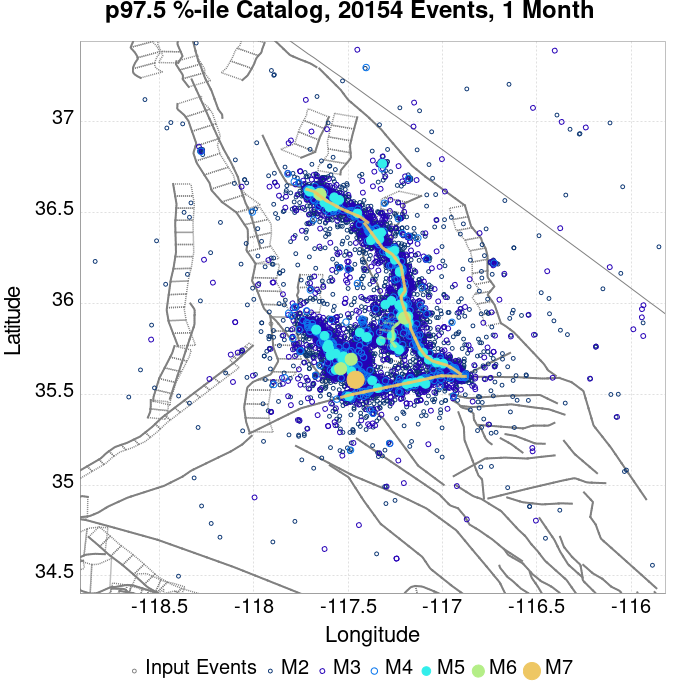 p97.5 %-ile Catalog, 20154 Events, 1 Month
37
36.5
36
35.5
35
34.5
Latitude
-118.5 -118 -117.5 -117 -116.5 -116
Longitude
Input Events M2 M3 M4 M5 M6 M7